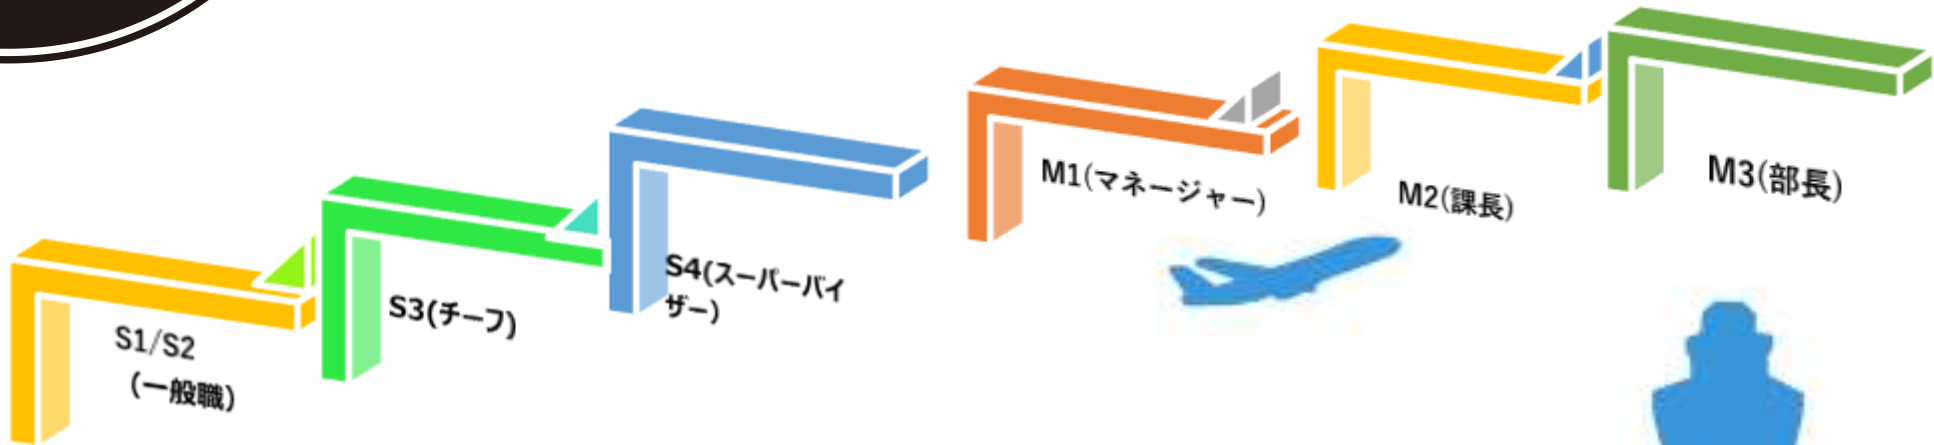 S1/S2
(一般職)
S3(チーフ)
S4(スーパーバイ
ザー)
M1(マネージャー)
M2(課長)
M3(部長)